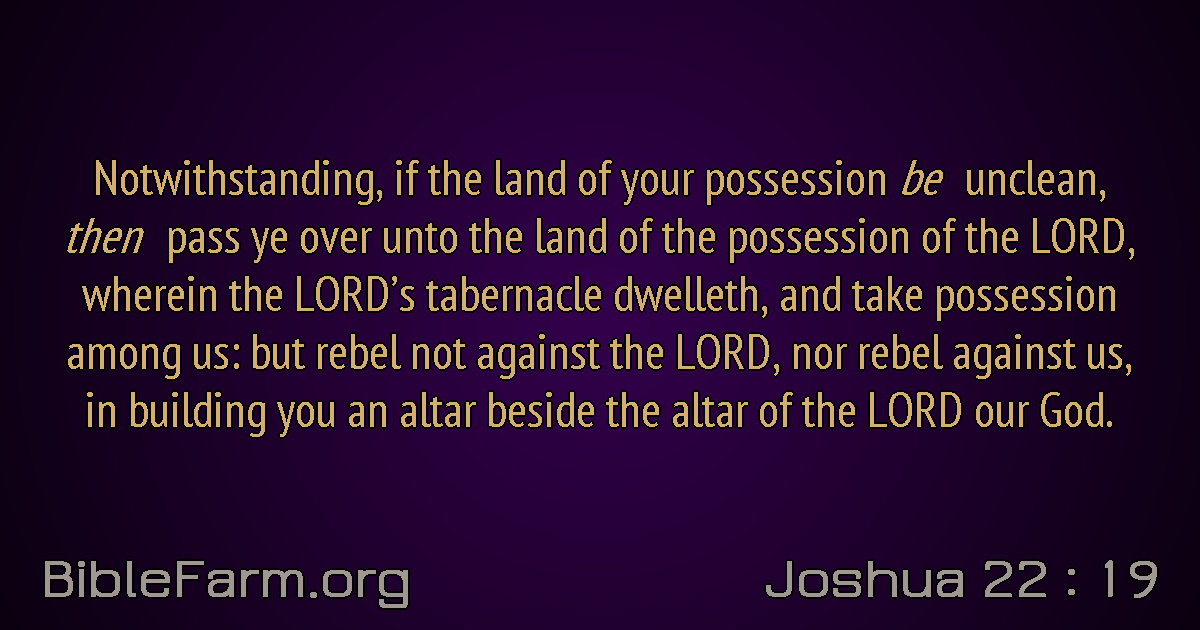 Notwithstanding, if the land of your possession be unclean,
then pass ye over unto the land of the possession of the LORD,
wherein the LORD’s tabernacle dwelleth, and take possession
among us: but rebel not against the LORD, nor rebel against us,
in building you an altar beside the altar of the LORD our God.
BibleFarm.org
Joshua 22 : 19